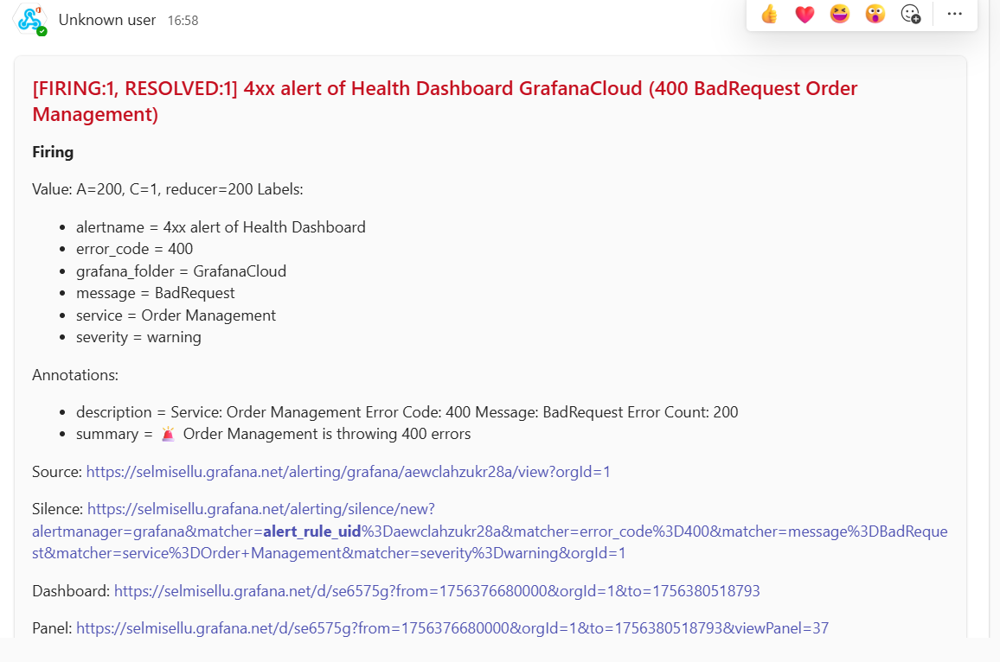 Unknown user 16:58
[FIRING:1, RESOLVED:1] 4xx alert of Health Dashboard GrafanaCloud (400 BadRequest Order
Management)
Firing
Value: A=200, C=1, reducer=200 Labels:
• alertname = 4xx alert of Health Dashboard
• error_code = 400
• grafana_folder = GrafanaCloud
• message = BadRequest
• service = Order Management
• severity = warning
Annotations:
• description = Service: Order Management Error Code: 400 Message: BadRequest Error Count: 200
• summary = 🚨 Order Management is throwing 400 errors
Source: https://selmisellu.grafana.net/alerting/grafana/aewclahzukr28a/view?orgId=1
Silence: https://selmisellu.grafana.net/alerting/silence/new?
alertmanager=grafana&matcher=alert_rule_uid%3Daewclahzukr28a&matcher=error_code%3D400&matcher=message%3DBadReque
st&matcher=service%3DOrder+Management&matcher=severity%3Dwarning&orgId=1
Dashboard: https://selmisellu.grafana.net/d/se6575g?from=1756376680000&orgId=1&to=1756380518793
Panel: https://selmisellu.grafana.net/d/se6575g?from=1756376680000&orgId=1&to=1756380518793&viewPanel=37